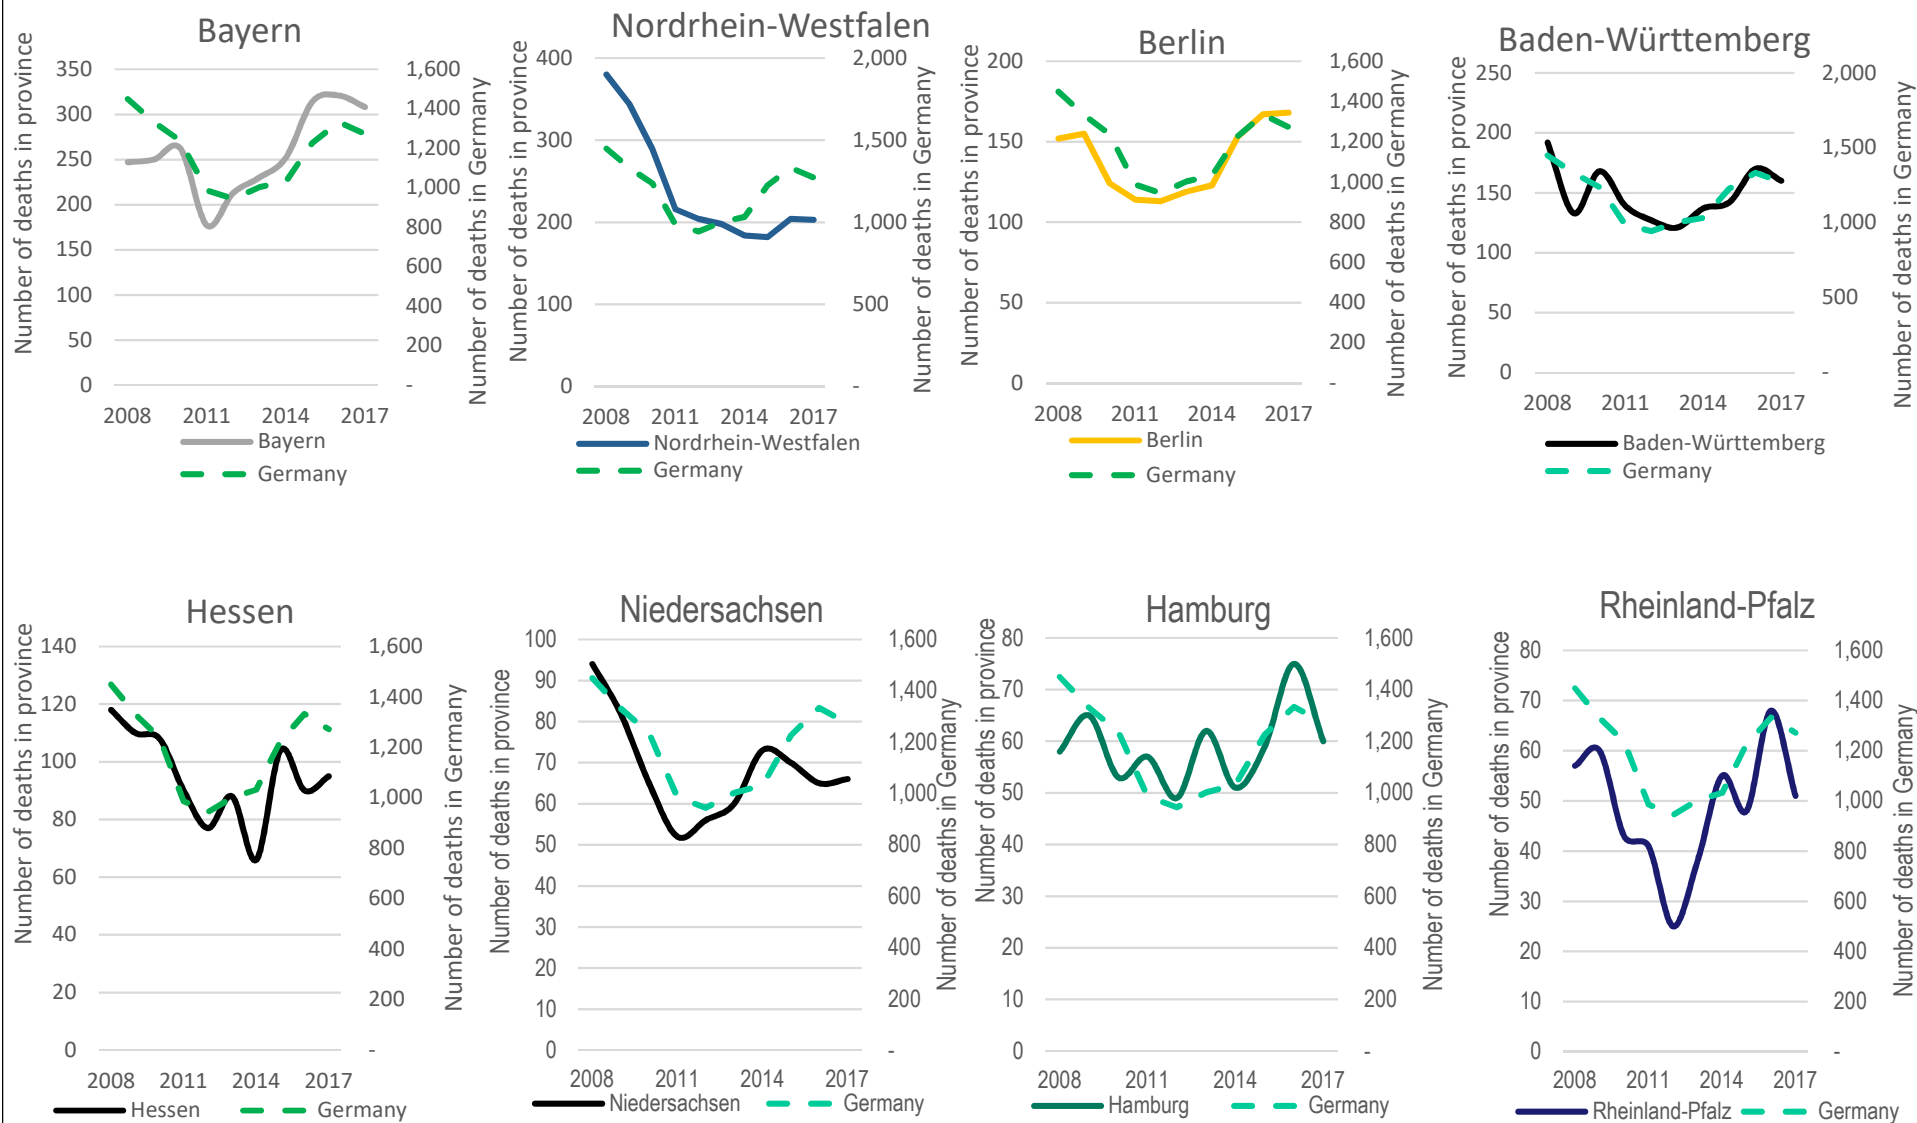 Bayern
Number of deaths in province
350
300
250
200
150
100
50
0
1,600
1,400
1,200
1,000
800
600
400
200
-
Number of deaths in Germany
2008 2011 2014 2017
Bayern
Germany
Nordrhein-Westfalen
Number of deaths in province
400
300
200
100
0
2,000
1,500
1,000
500
-
Number of deaths in Germany
2008 2011 2014 2017
Nordrhein-Westfalen
Germany
Berlin
Number of deaths in province
200
150
100
50
0
1,600
1,400
1,200
1,000
800
600
400
200
-
Number of deaths in Germany
2008 2011 2014 2017
Berlin
Germany
Baden-Württemberg
Number of deaths in province
250
200
150
100
50
0
2,000
1,500
1,000
500
-
Number of deaths in Germany
2008 2011 2014 2017
Baden-Württemberg
Germany
Hessen
Number of deaths in province
140
120
100
80
60
40
20
0
1,600
1,400
1,200
1,000
800
600
400
200
-
Number of deaths in Germany
2008 2011 2014 2017
Hessen Germany
Niedersachsen
Number of deaths in province
100
90
80
70
60
50
40
30
20
10
0
1,600
1,400
1,200
1,000
800
600
400
200
-
Number of deaths in Germany
2008 2011 2014 2017
Niedersachsen Germany
Hamburg
Number of deaths in province
80
70
60
50
40
30
20
10
0
1,600
1,400
1,200
1,000
800
600
400
200
-
Number of deaths in Germany
2008 2011 2014 2017
Hamburg Germany
Rheinland-Pfalz
Number of deaths in province
80
70
60
50
40
30
20
10
0
1,600
1,400
1,200
1,000
800
600
400
200
-
Number of deaths in Germany
2008 2011 2014 2017
Rheinland-Pfalz Germany